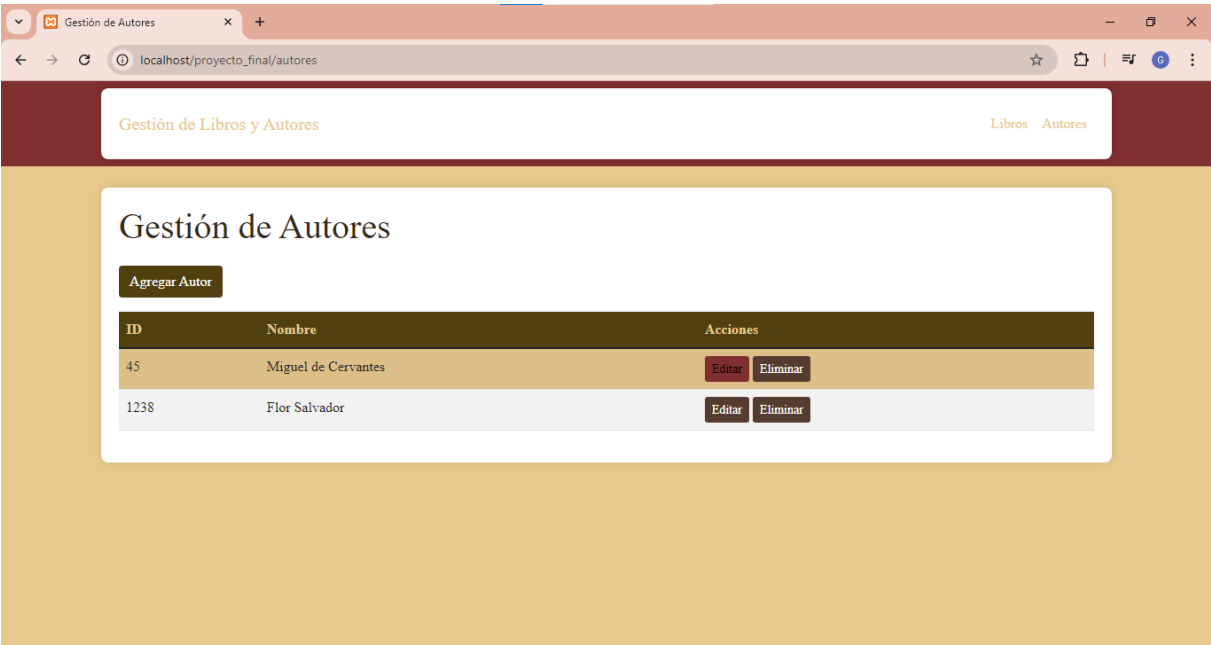 Gestión de Autores
localhost/proyecto_final/autores
G
Gestión de Libros y Autores Libros Autores
Gestión de Autores
Agregar Autor
ID Nombre Acciones
45 Miguel de Cervantes Editar Eliminar
1238 Flor Salvador Editar Eliminar